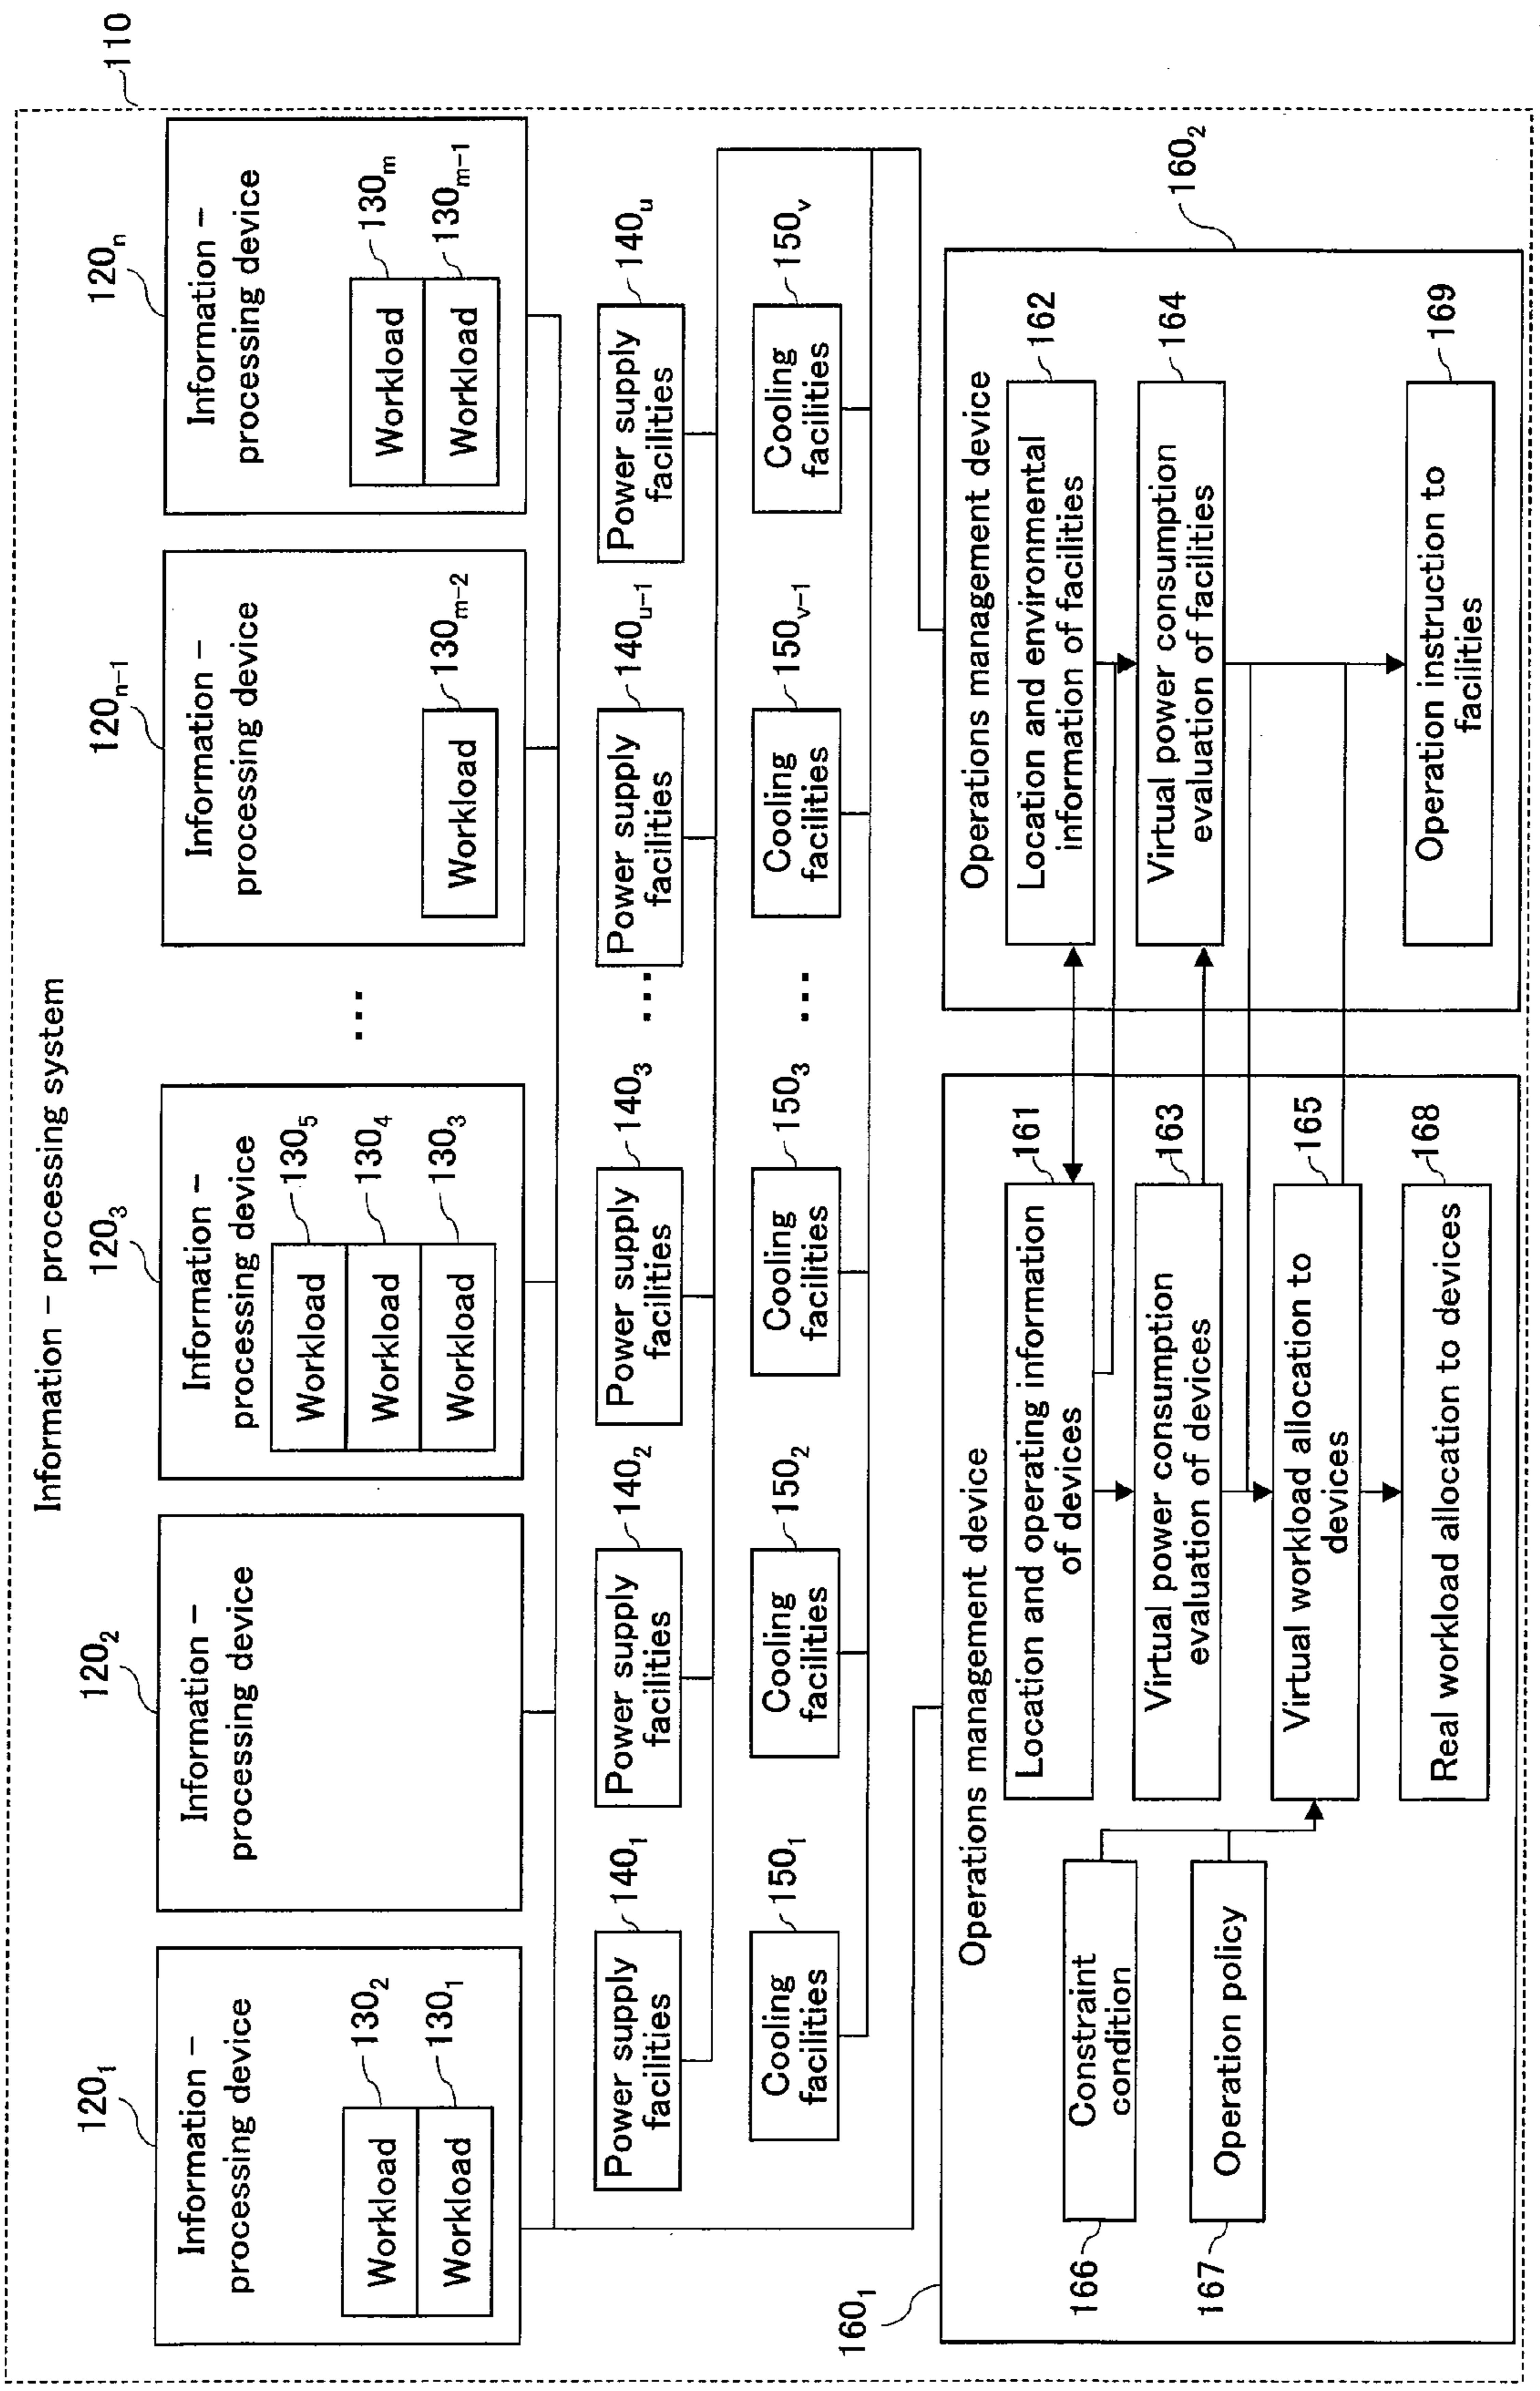 110
Information – processing system
120₁
Information –
processing device
Workload
130₂
Workload
130₁
120₂
Information –
processing device
120₃
Information –
processing device
Workload
130₅
Workload
130₄
Workload
130₃
...
120ₙ₋₁
Information –
processing device
Workload
130ₘ₋₂
120ₙ
Information –
processing device
Workload
130ₘ
Workload
130ₘ₋₁
Power supply
facilities
140₁
Power supply
facilities
140₂
Power supply
facilities
140₃
...
Power supply
facilities
140ᵤ₋₁
Power supply
facilities
140ᵤ
Cooling
facilities
150₁
Cooling
facilities
150₂
Cooling
facilities
150₃
...
Cooling
facilities
150ᵥ₋₁
Cooling
facilities
150ᵥ
160₁
Operations management device
Location and operating information
of devices
161
Virtual power consumption
evaluation of devices
163
Virtual workload allocation to
devices
165
Real workload allocation to devices
168
Constraint
condition
166
Operation policy
167
160₂
Operations management device
Location and environmental
information of facilities
162
Virtual power consumption
evaluation of facilities
164
Operation instruction to
facilities
169